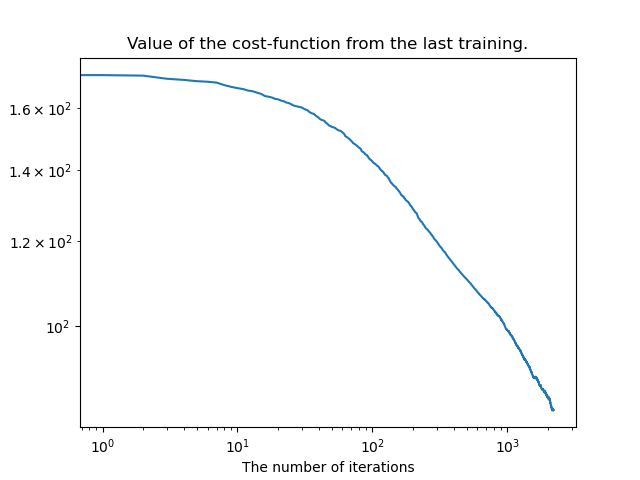 Value of the cost-function from the last training.
1.6 × 10²
1.4 × 10²
1.2 × 10²
10²
10⁰ 10¹ 10² 10³
The number of iterations